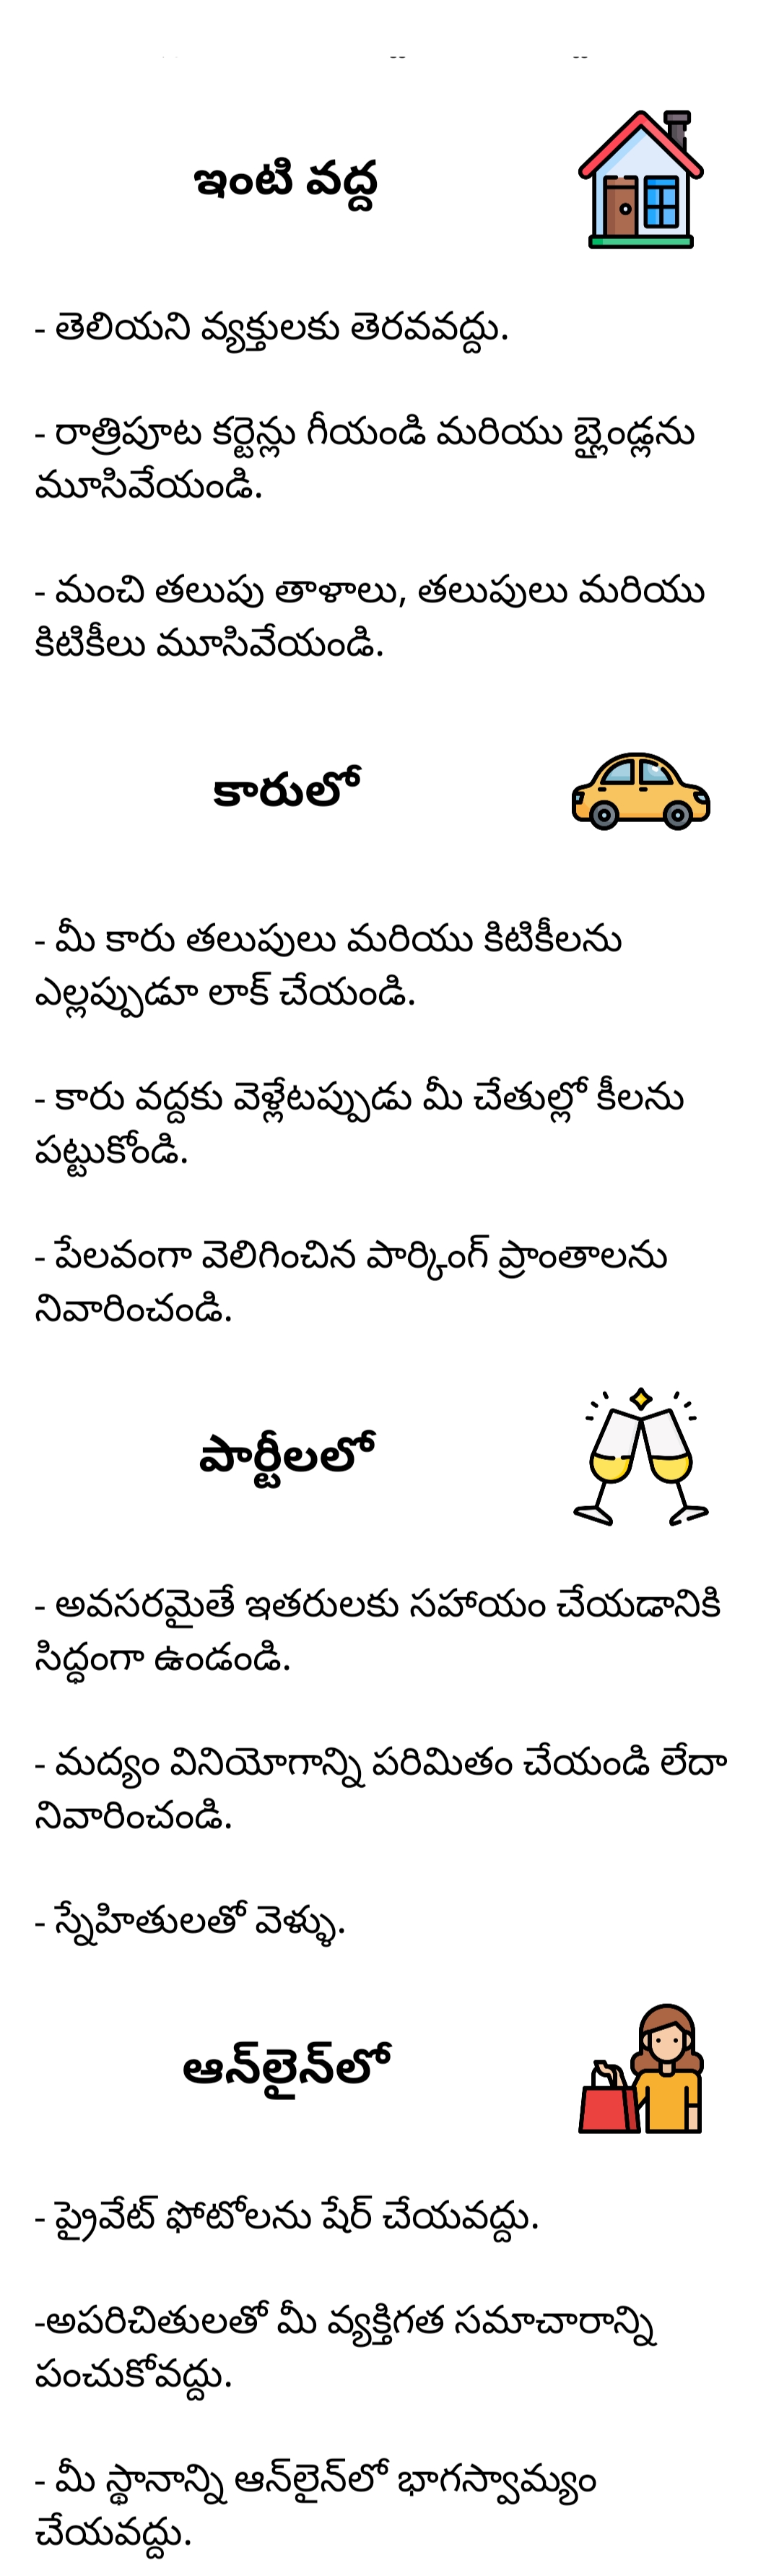 ఇంటి వద్ద
- తెలియని వ్యక్తులకు తెరవవద్దు.
- రాత్రిపూట కర్టెన్లు గీయండి మరియు బ్లైండ్లను
మూసివేయండి.
- మంచి తలుపు తాళాలు, తలుపులు మరియు
కిటికీలు మూసివేయండి.
కారులో
- మీ కారు తలుపులు మరియు కిటికీలను
ఎల్లప్పుడూ లాక్ చేయండి.
- కారు వద్దకు వెళ్లేటప్పుడు మీ చేతుల్లో కీలను
పట్టుకోండి.
- పేలవంగా వెలిగించిన పార్కింగ్ ప్రాంతాలను
నివారించండి.
పార్టీలలో
- అవసరమైతే ఇతరులకు సహాయం చేయడానికి
సిద్ధంగా ఉండండి.
- మద్యం వినియోగాన్ని పరిమితం చేయండి లేదా
నివారించండి.
- స్నేహితులతో వెళ్ళు.
ఆన్‌లైన్‌లో
- ప్రైవేట్ ఫోటోలను షేర్ చేయవద్దు.
-అపరిచితులతో మీ వ్యక్తిగత సమాచారాన్ని
పంచుకోవద్దు.
- మీ స్థానాన్ని ఆన్‌లైన్‌లో భాగస్వామ్యం
చేయవద్దు.